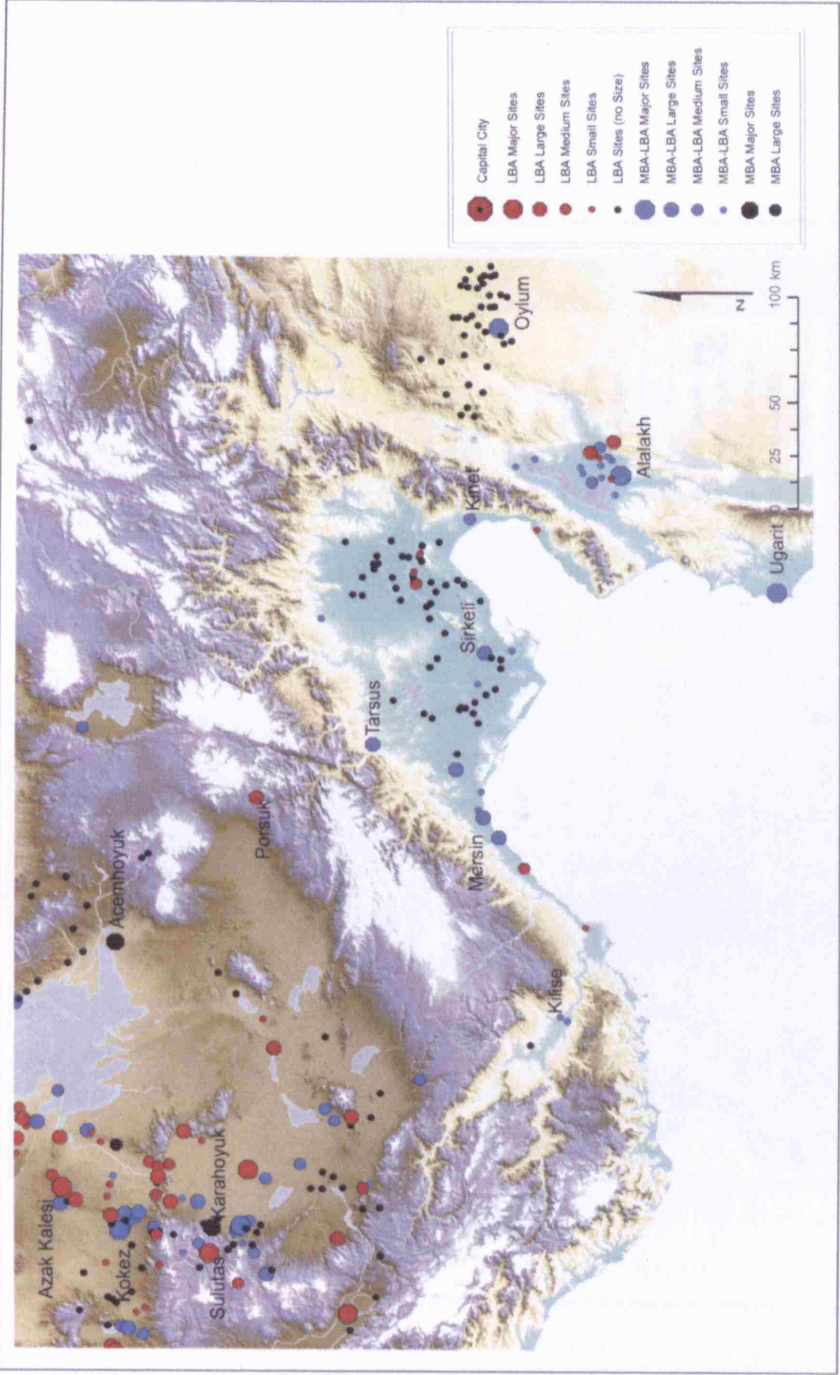 Azak Kalesi
Kokez
Sulutas
Karahoyuk
Acemhoyuk
Porsuk
Kilise
Mersin
Tarsus
Sirkeli
Kinet
Alalakh
Ugarit
Oylum
N
0 25 50 100 km
Capital City
LBA Major Sites
LBA Large Sites
LBA Medium Sites
LBA Small Sites
LBA Sites (no Size)
MBA-LBA Major Sites
MBA-LBA Large Sites
MBA-LBA Medium Sites
MBA-LBA Small Sites
MBA Major Sites
MBA Large Sites